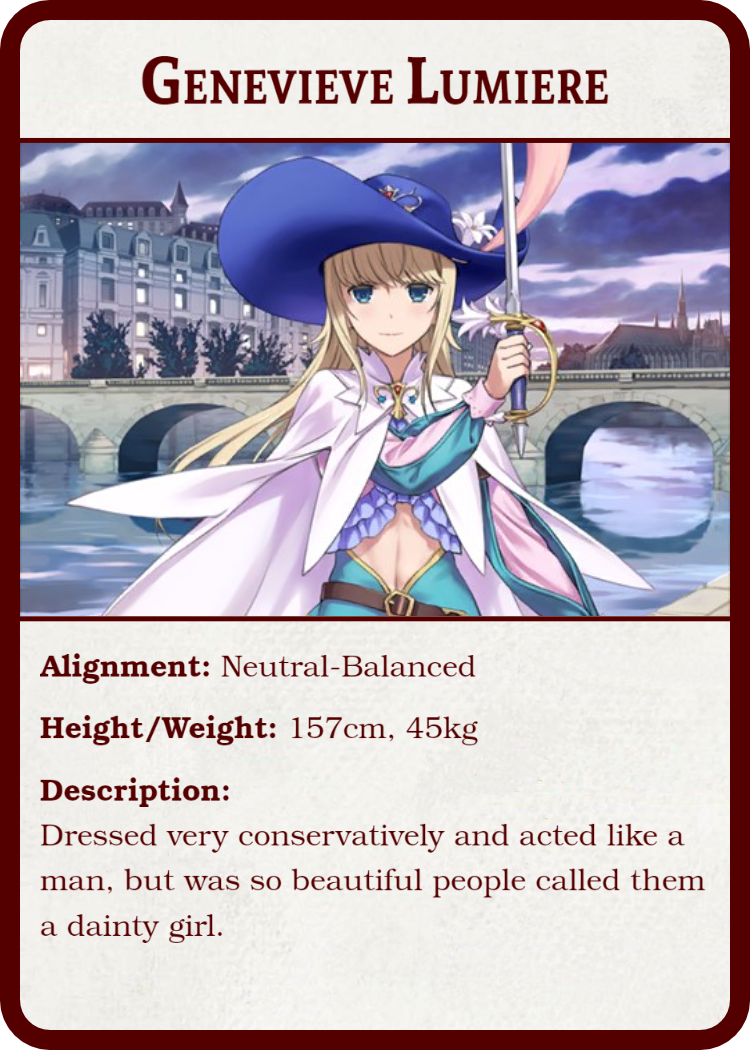 Genevieve Lumiere
Alignment: Neutral-Balanced
Height/Weight: 157cm, 45kg
Description:
Dressed very conservatively and acted like a
man, but was so beautiful people called them
a dainty girl.